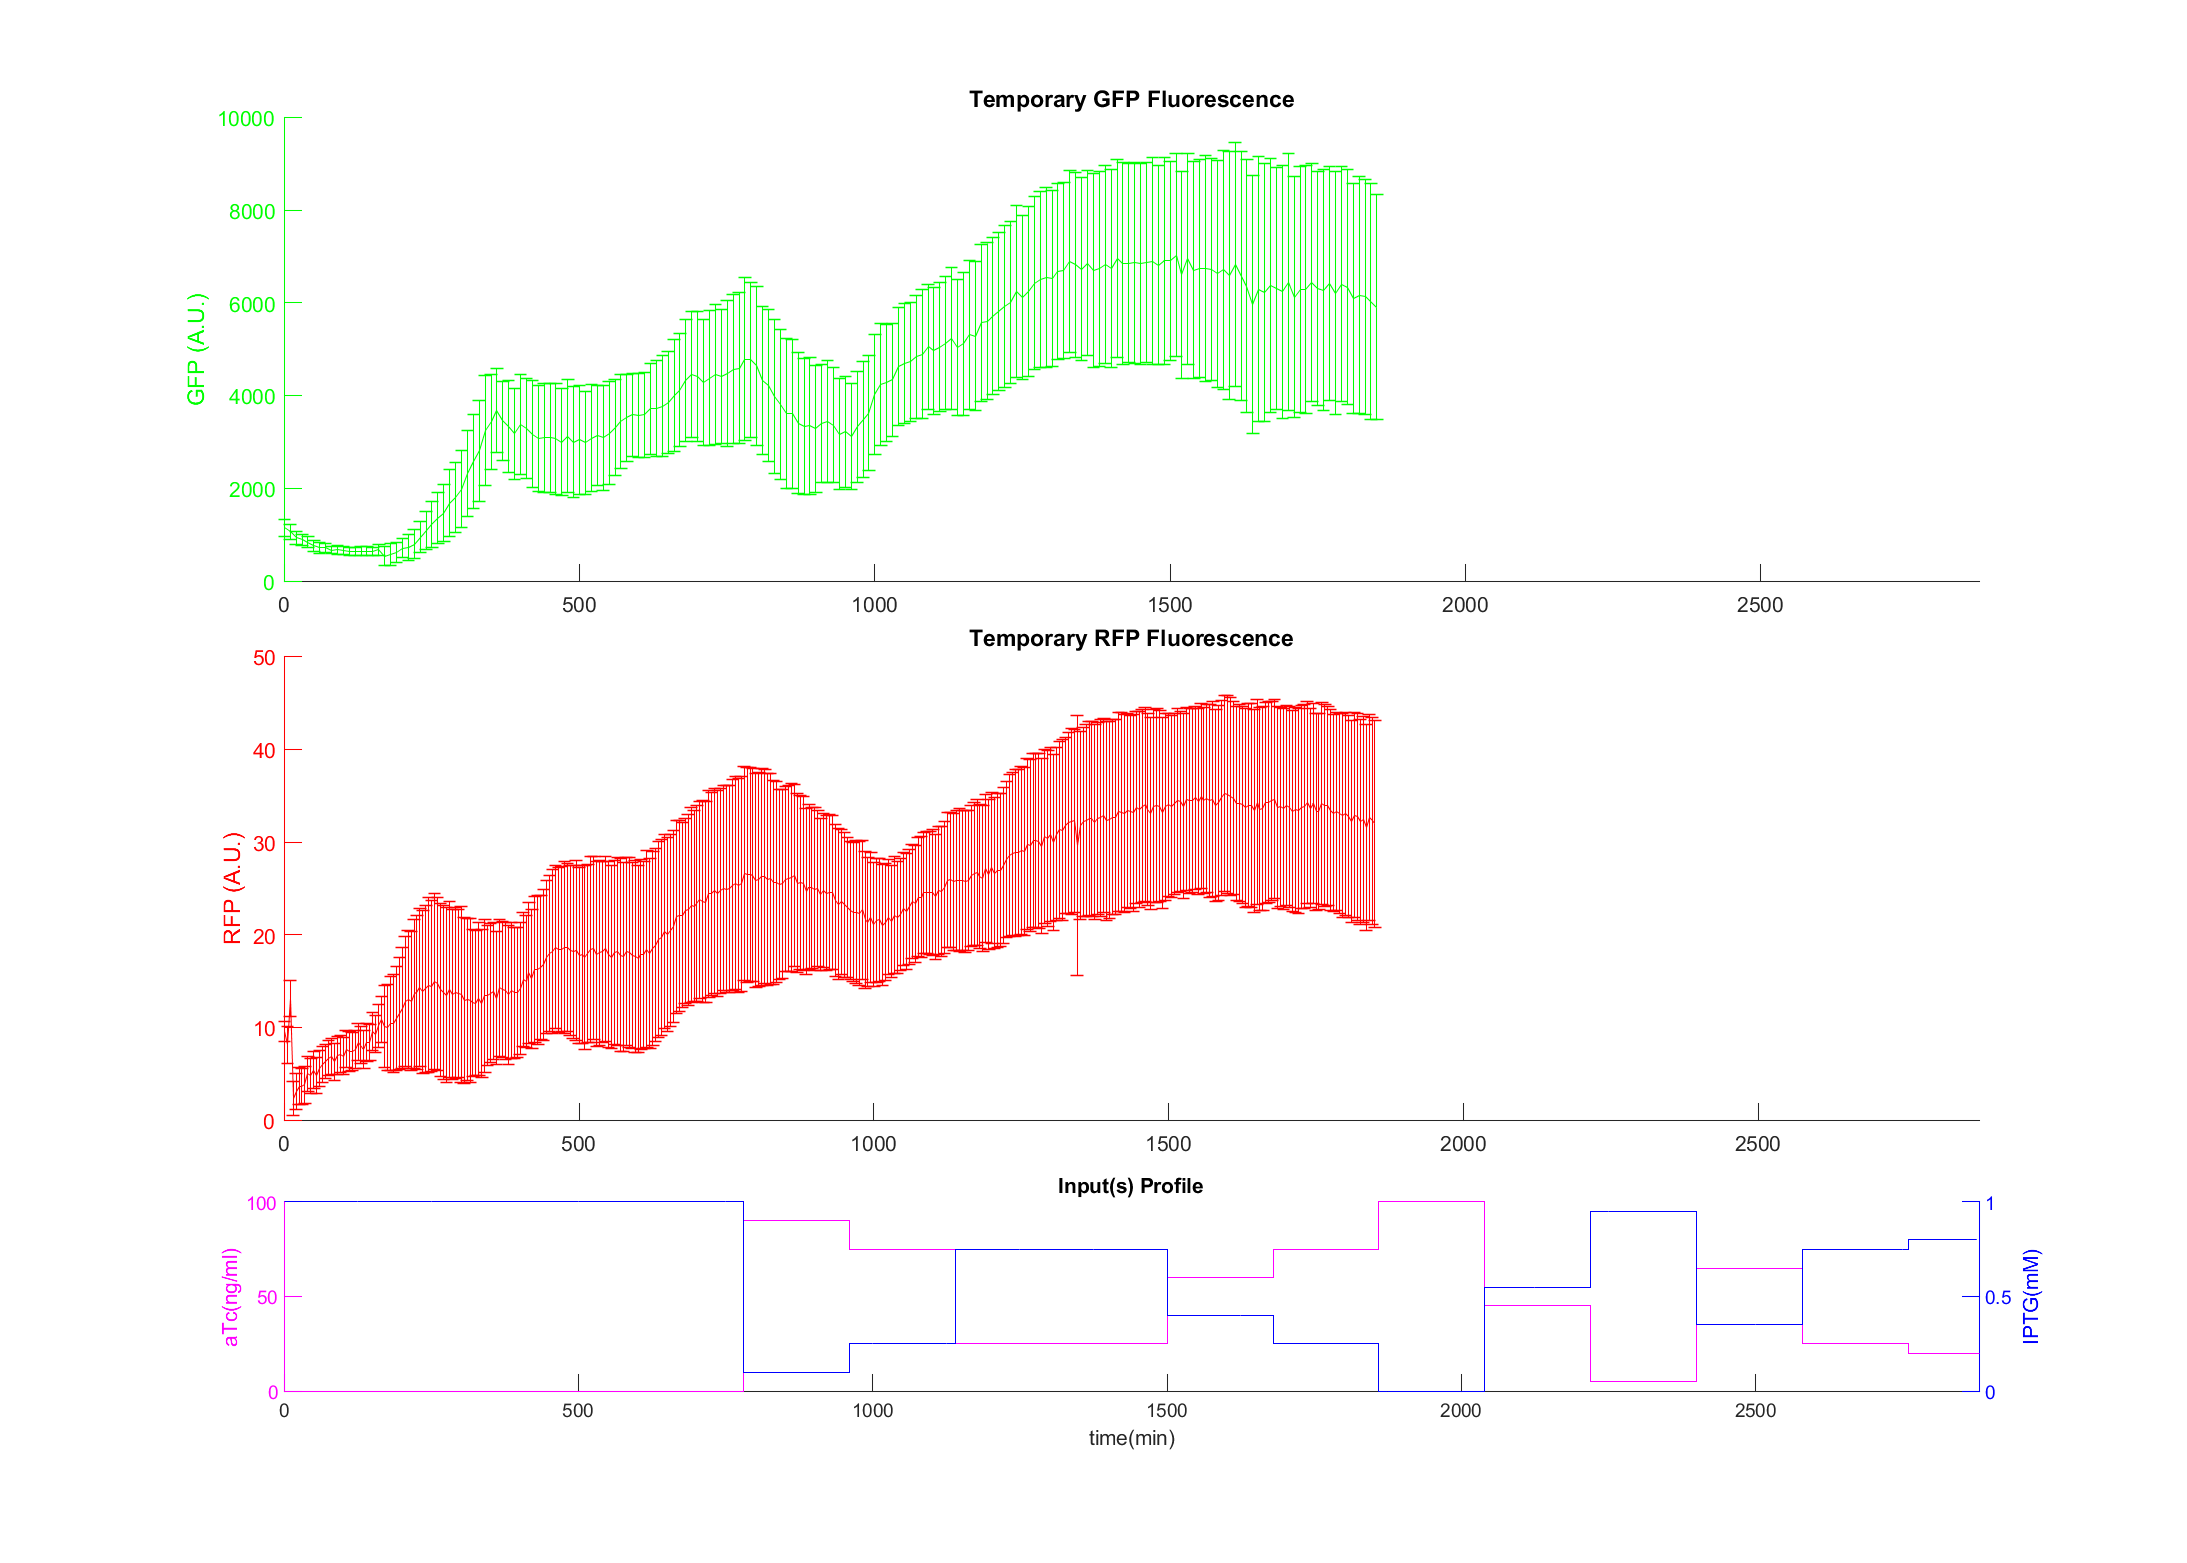 Temporary GFP Fluorescence
10000
8000
6000
4000
2000
0
GFP (A.U.)
0 500 1000 1500 2000 2500
Temporary RFP Fluorescence
50
40
30
20
10
0
RFP (A.U.)
0 500 1000 1500 2000 2500
Input(s) Profile
100
50
0
aTc(ng/ml)
1
0.5
0
IPTG(mM)
0 500 1000 1500 2000 2500
time(min)